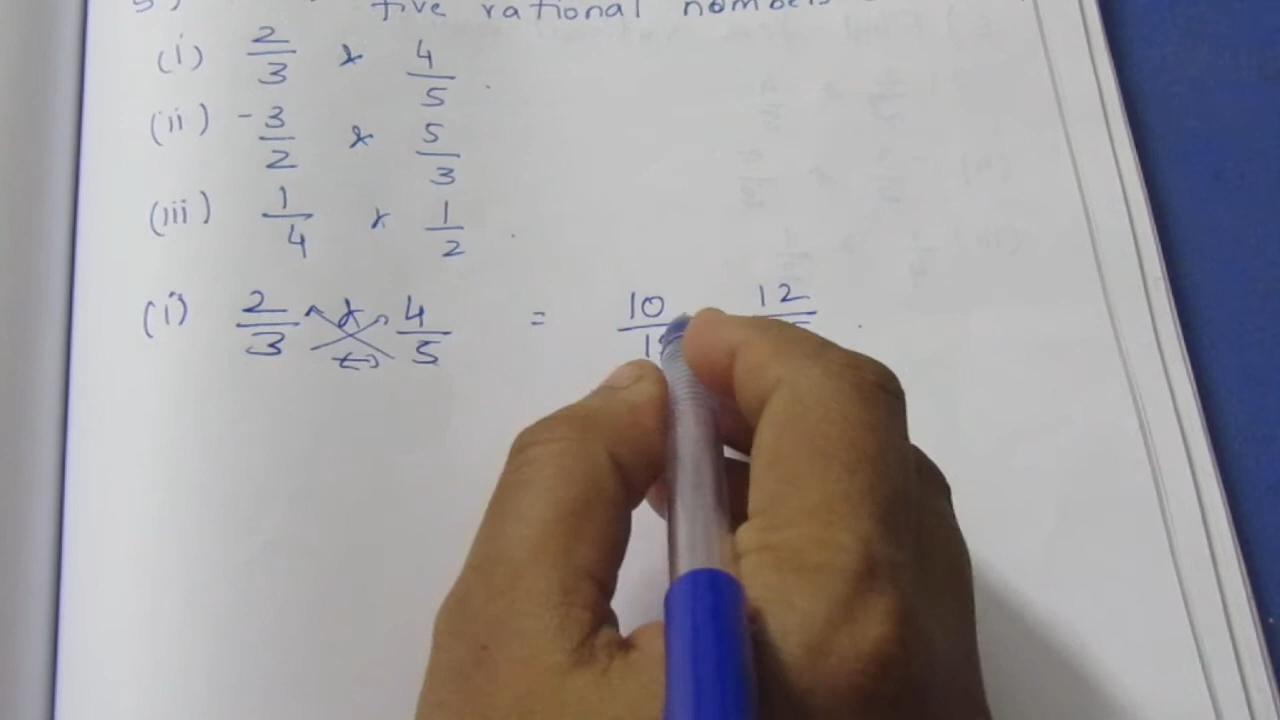 five rational numbers
(i) 2/3 & 4/5
(ii) -3/2 & 5/3
(iii) 1/4 & 1/2
(i) 2/3 & 4/5 = 10/15 12